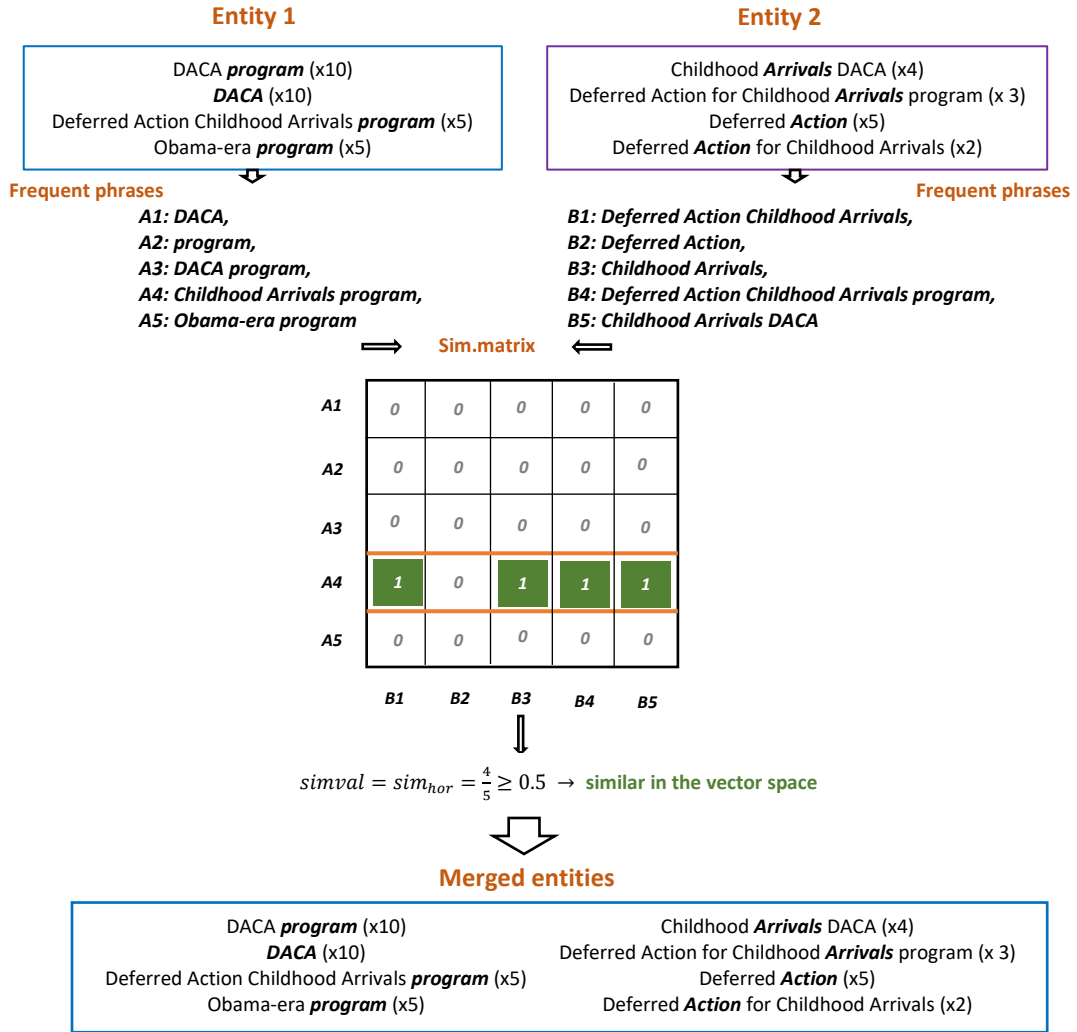 Entity 1
Entity 2
DACA program (x10)
DACA (x10)
Deferred Action Childhood Arrivals program (x5)
Obama-era program (x5)
Childhood Arrivals DACA (x4)
Deferred Action for Childhood Arrivals program (x 3)
Deferred Action (x5)
Deferred Action for Childhood Arrivals (x2)
Frequent phrases
Frequent phrases
A1: DACA,
A2: program,
A3: DACA program,
A4: Childhood Arrivals program,
A5: Obama-era program
B1: Deferred Action Childhood Arrivals,
B2: Deferred Action,
B3: Childhood Arrivals,
B4: Deferred Action Childhood Arrivals program,
B5: Childhood Arrivals DACA
Sim.matrix
A1 0 0 0 0 0
A2 0 0 0 0 0
A3 0 0 0 0 0
A4 1 0 1 1 1
A5 0 0 0 0 0
B1 B2 B3 B4 B5
simval = sim_hor = 4/5 ≥ 0.5 → similar in the vector space
Merged entities
DACA program (x10)
DACA (x10)
Deferred Action Childhood Arrivals program (x5)
Obama-era program (x5)
Childhood Arrivals DACA (x4)
Deferred Action for Childhood Arrivals program (x 3)
Deferred Action (x5)
Deferred Action for Childhood Arrivals (x2)